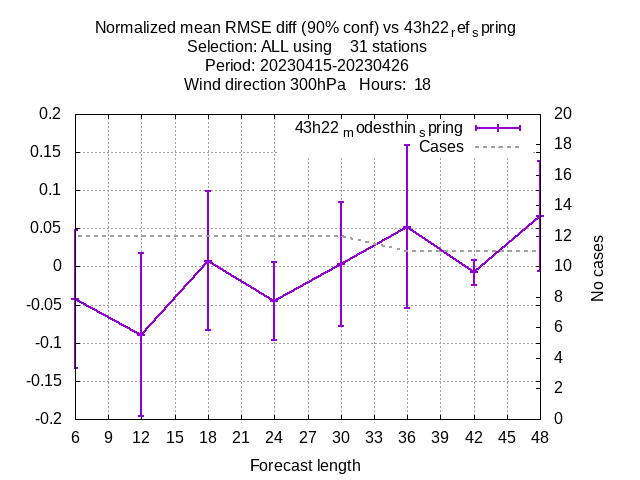 Normalized mean RMSE diff (90% conf) vs 43h22refspring
Selection: ALL using 31 stations
Period: 20230415-20230426
Wind direction 300hPa Hours: 18
0.2 20
43h22modesthinspring
18
0.15 Cases
16
0.1
14
0.05 12
0 10
-0.05 8
6
-0.1
4
-0.15
2
-0.2 0
No cases
6 9 12 15 18 21 24 27 30 33 36 39 42 45 48
Forecast length